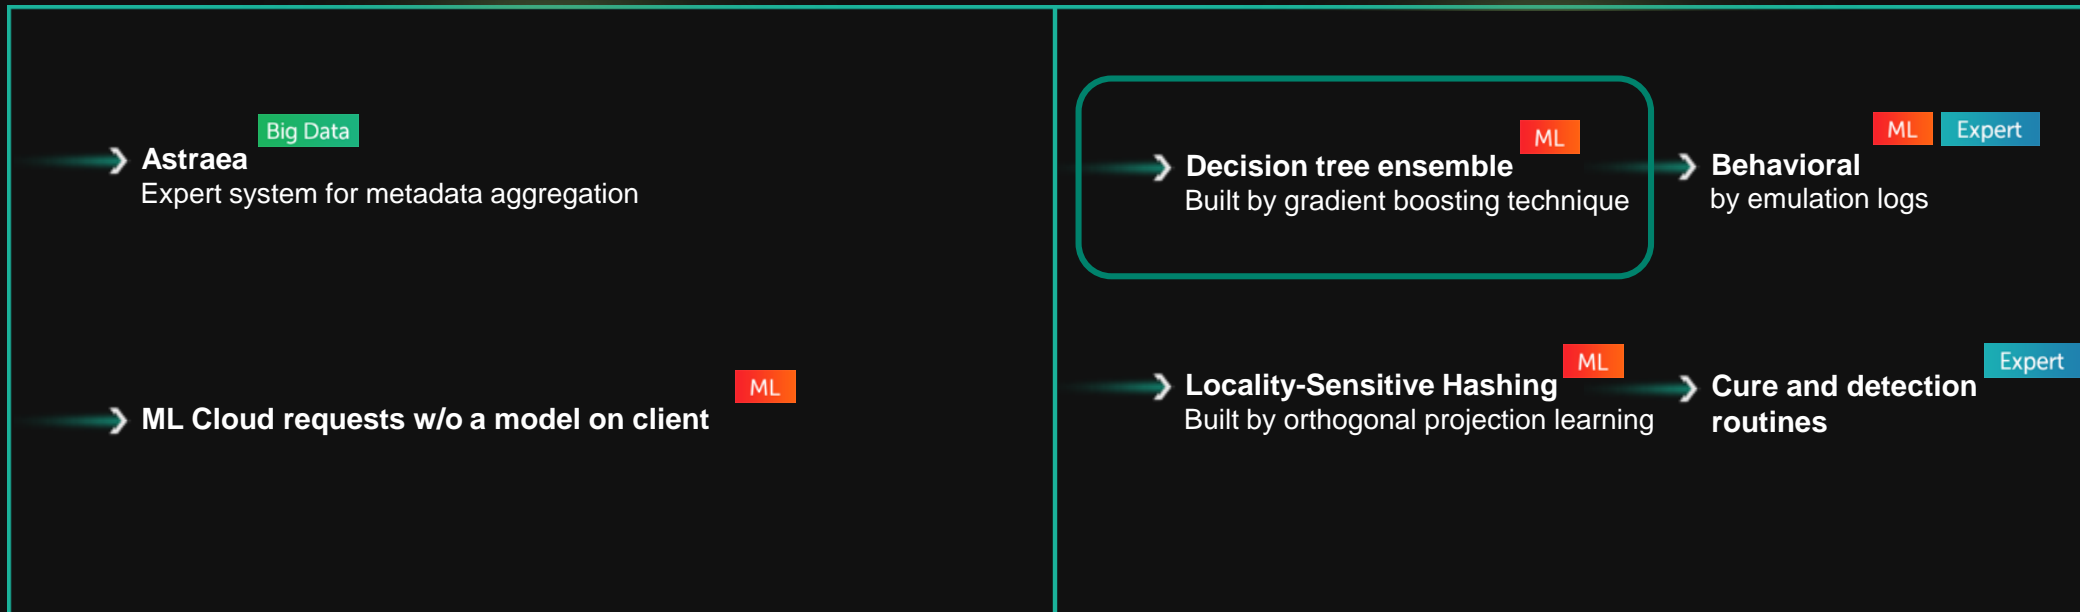 Big Data
Astraea
Expert system for metadata aggregation
ML
ML Cloud requests w/o a model on client
ML
Decision tree ensemble
Built by gradient boosting technique
ML Expert
Behavioral
by emulation logs
ML
Locality-Sensitive Hashing
Built by orthogonal projection learning
Expert
Cure and detection
routines